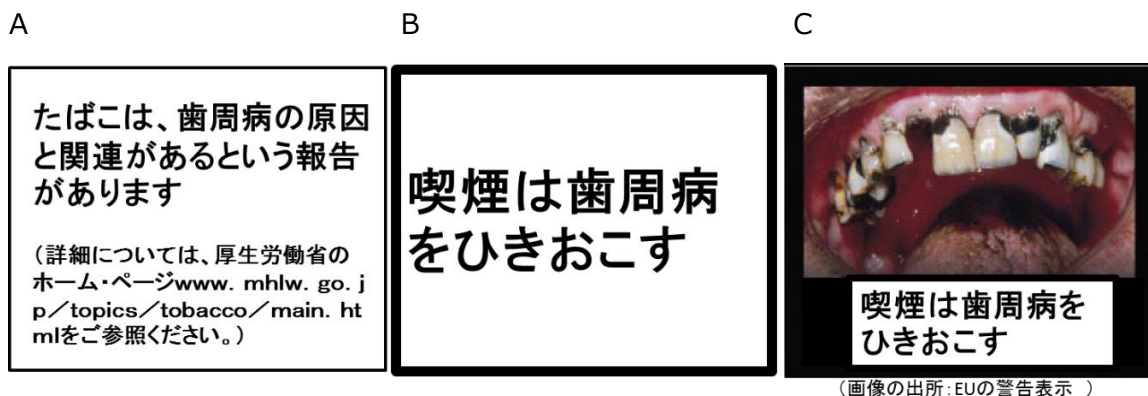 A
B
C
たばこは、歯周病の原因
と関連があるという報告
があります
（詳細については、厚生労働省の
ホーム・ページwww. mhlw. go. j
p／topics／tobacco／main. ht
mlをご参照ください。）
喫煙は歯周病
をひきおこす
喫煙は歯周病を
ひきおこす
（画像の出所：EUの警告表示　）